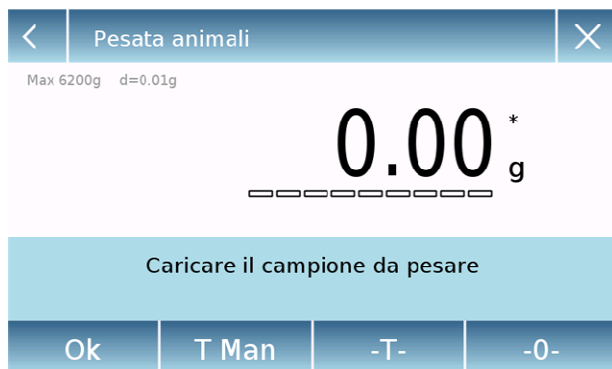 Pesata animali
Max 6200g d=0.01g
0.00 * g
Caricare il campione da pesare
Ok T Man -T- -0-